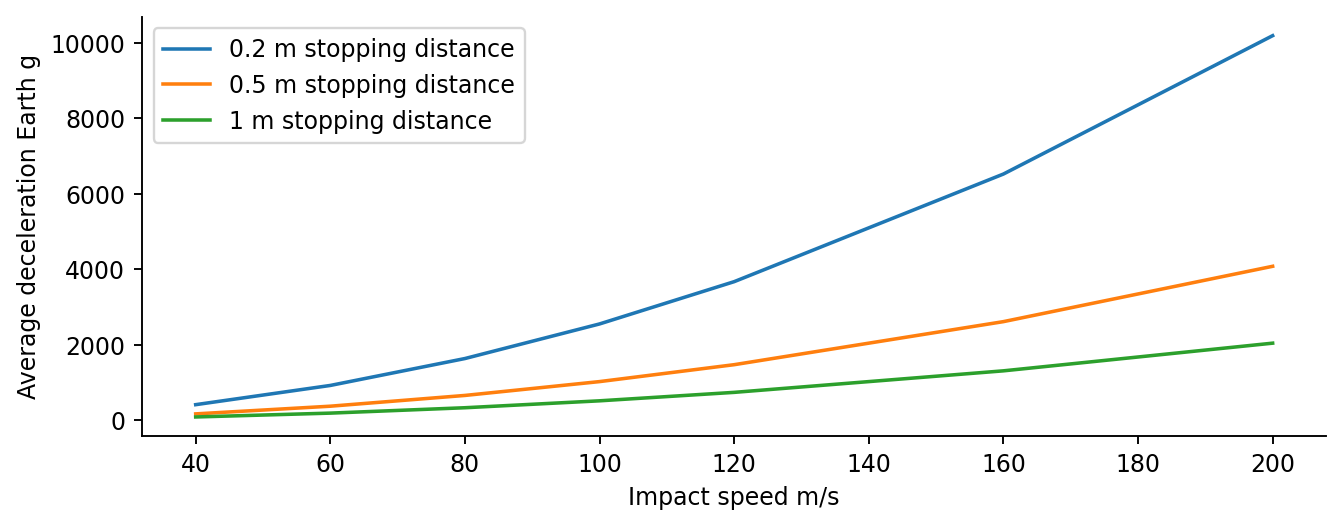 0.2 m stopping distance
0.5 m stopping distance
1 m stopping distance
Average deceleration Earth g
10000
8000
6000
4000
2000
0
40 60 80 100 120 140 160 180 200
Impact speed m/s